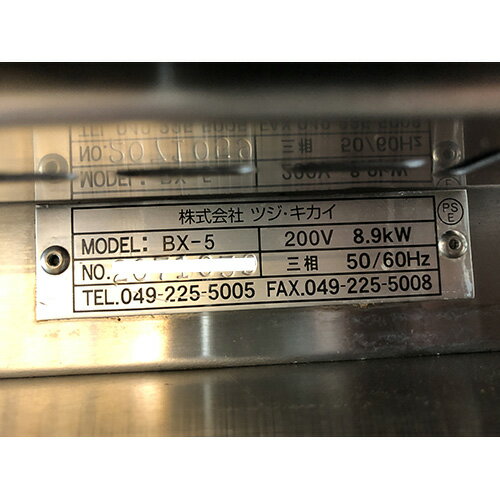 株式会社 ツジ・キカイ
PS
E
MODEL: BX-5 200V 8.9kW
NO. 三相 50/60Hz
TEL.049-225-5005 FAX.049-225-5008